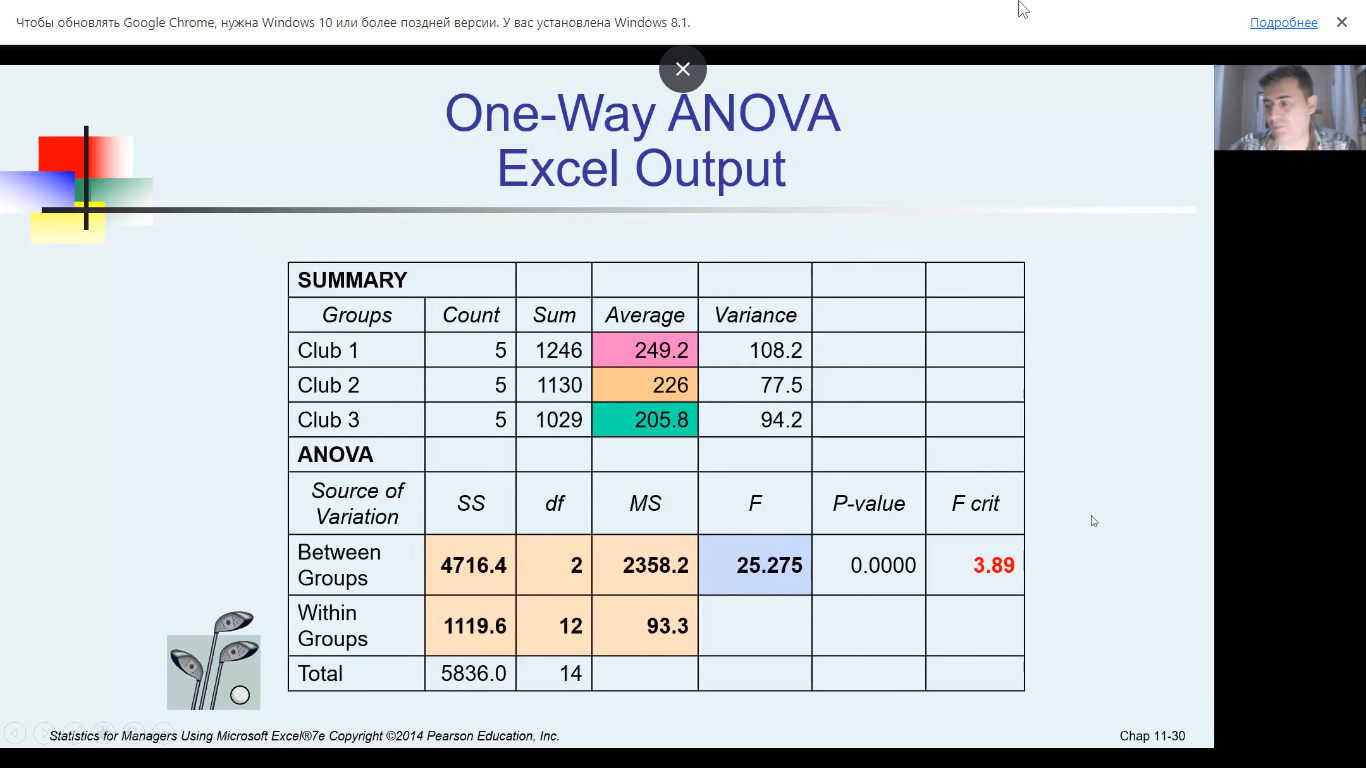 Чтобы обновлять Google Chrome, нужна Windows 10 или более поздней версии. У вас установлена Windows 8.1.
Подробнее
One-Way ANOVA
Excel Output
SUMMARY
Groups Count Sum Average Variance
Club 1 5 1246 249.2 108.2
Club 2 5 1130 226 77.5
Club 3 5 1029 205.8 94.2
ANOVA
Source of Variation SS df MS F P-value F crit
Between Groups 4716.4 2 2358.2 25.275 0.0000 3.89
Within Groups 1119.6 12 93.3
Total 5836.0 14
Statistics for Managers Using Microsoft Excel®7e Copyright ©2014 Pearson Education, Inc.
Chap 11-30